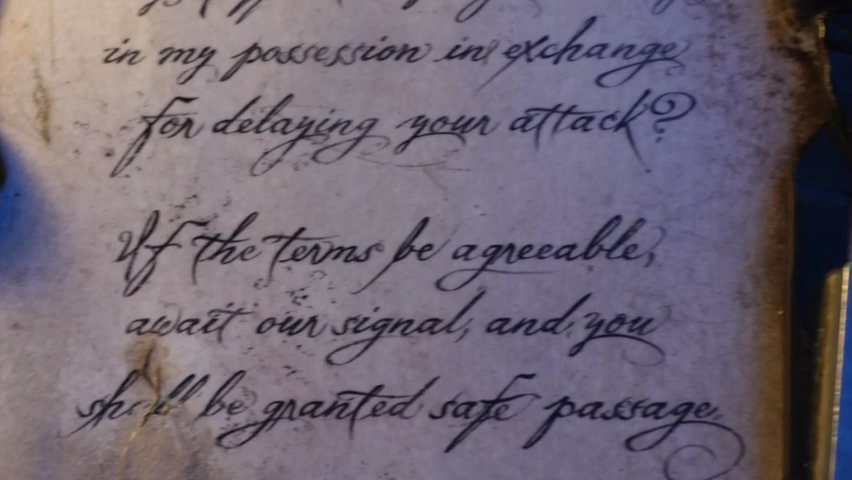 in my possession in exchange
for delaying your attack?
If the terms be agreeable,
await our signal, and you
shall be granted safe passage.